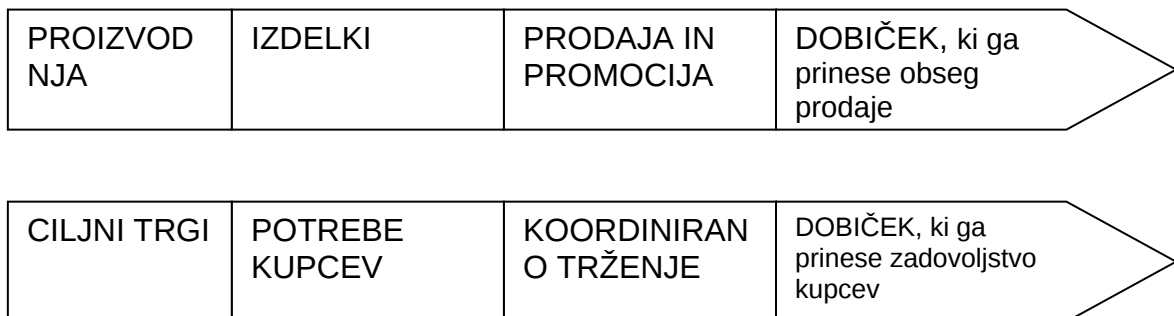 PROIZVOD
NJA
IZDELKI
PRODAJA IN
PROMOCIJA
DOBIČEK, ki ga
prinese obseg
prodaje
CILJNI TRGI
POTREBE
KUPCEV
KOORDINIRAN
O TRŽENJE
DOBIČEK, ki ga
prinese zadovoljstvo
kupcev